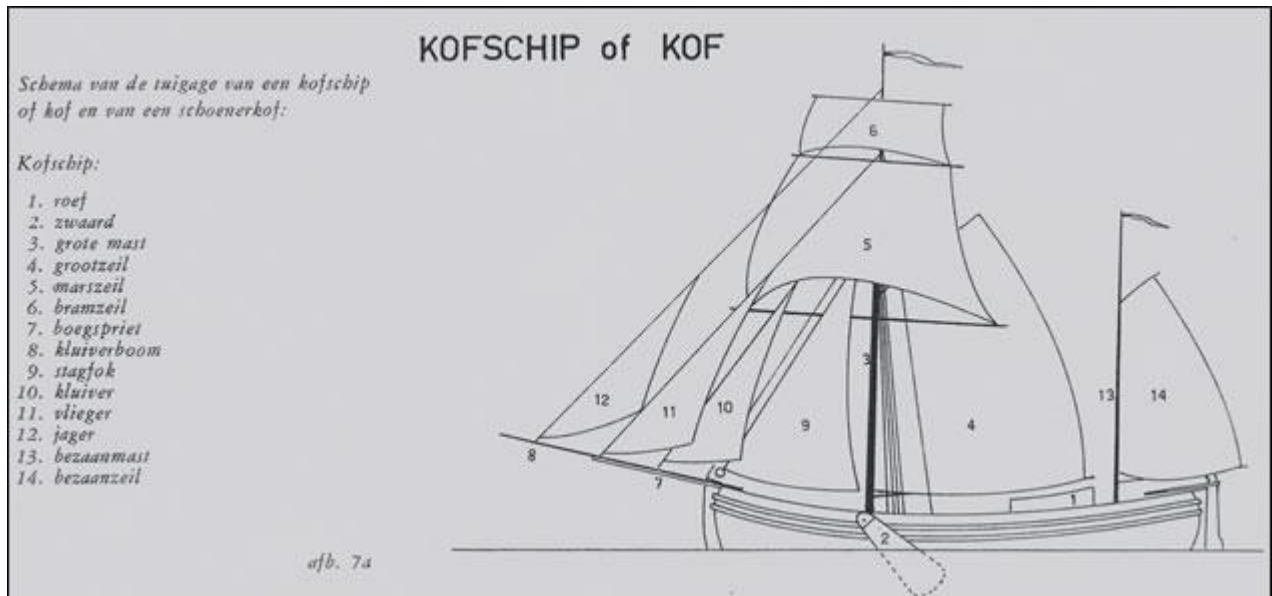 KOFSCHIP of KOF
Schema van de tuigage van een kofschip
of kof en van een schoenerkof:
Kofschip:
1. roef
2. zwaard
3. grote mast
4. grootzeil
5. marszeil
6. bramzeil
7. boegspriet
8. kluiverboom
9. stagfok
10. kluiver
11. vlieger
12. jager
13. bezaanmast
14. bezaanzeil
6
5
3
13
14
12
11
10
9
4
8
7
1
2
afb. 7a